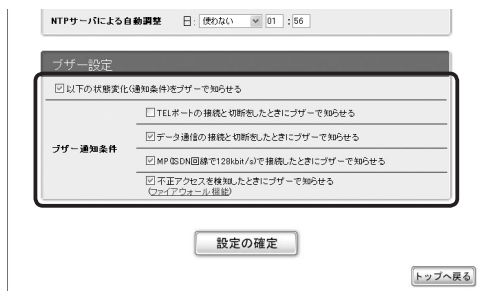 NTPサーバによる自動調整 日: 使わない 01 : 56
ブザー設定
以下の状態変化(通知条件)をブザーで知らせる
ブザー通知条件
TELポートの接続と切断をしたときにブザーで知らせる
データ通信の接続と切断をしたときにブザーで知らせる
MP(ISDN回線で128kbit/s)で接続したときにブザーで知らせる
不正アクセスを検知したときにブザーで知らせる
(ファイアウォール機能)
設定の確定
トップへ戻る